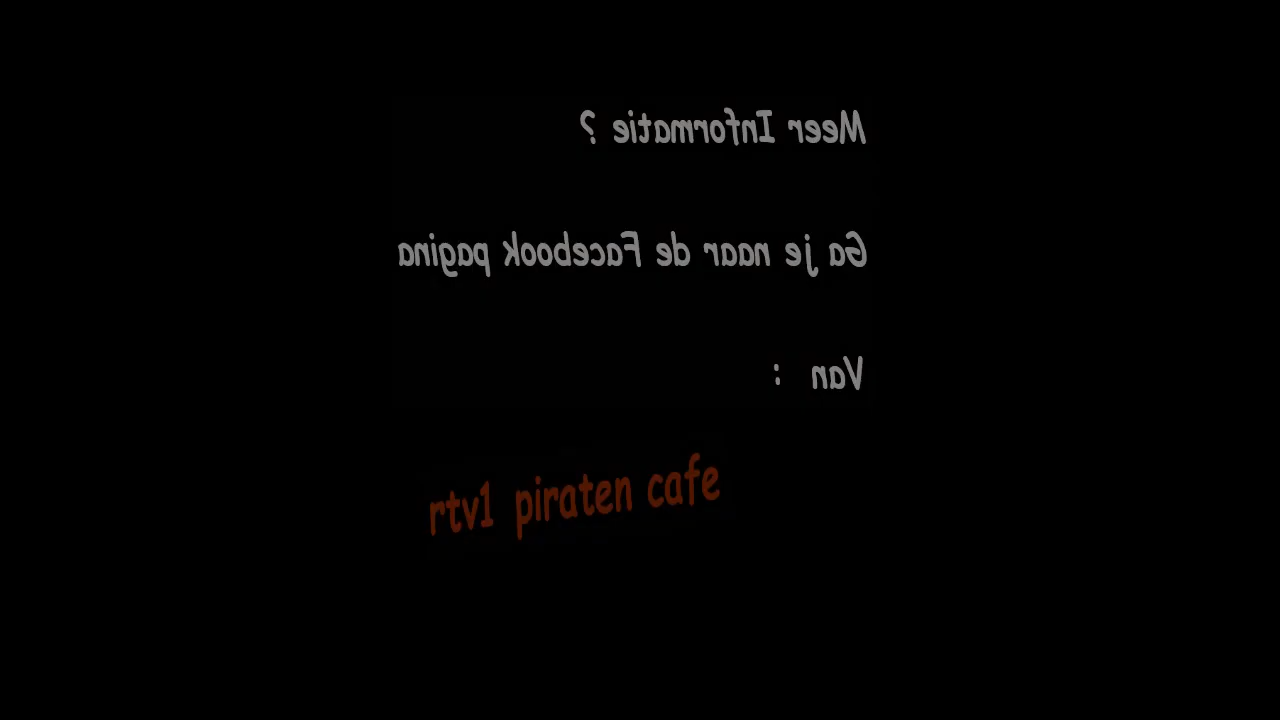 Meer Informatie ?
Ga je naar de Facebook pagina
Van :
rtv1 piraten cafe